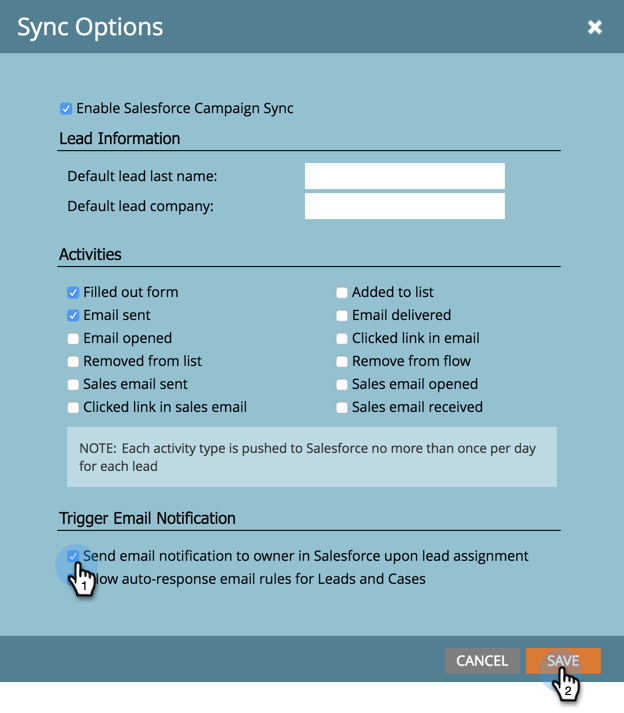 Sync Options
Enable Salesforce Campaign Sync
Lead Information
Default lead last name:
Default lead company:
Activities
Filled out form
Added to list
Email sent
Email delivered
Email opened
Clicked link in email
Removed from list
Remove from flow
Sales email sent
Sales email opened
Clicked link in sales email
Sales email received
NOTE: Each activity type is pushed to Salesforce no more than once per day
for each lead
Trigger Email Notification
Send email notification to owner in Salesforce upon lead assignment
1
auto-response email rules for Leads and Cases
CANCEL
SAVE
2